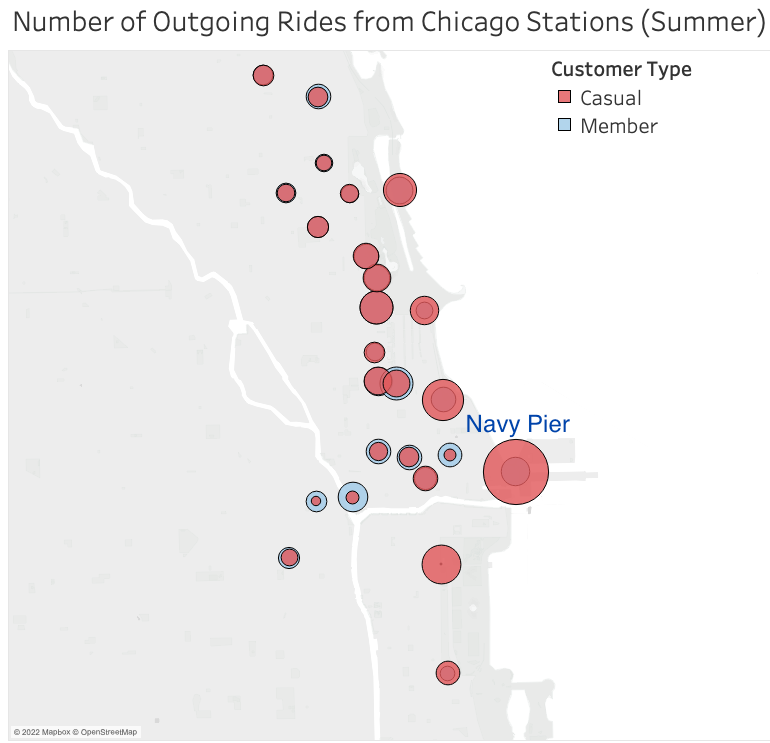 Number of Outgoing Rides from Chicago Stations (Summer)
Customer Type
Casual
Member
Navy Pier
© 2022 Mapbox © OpenStreetMap